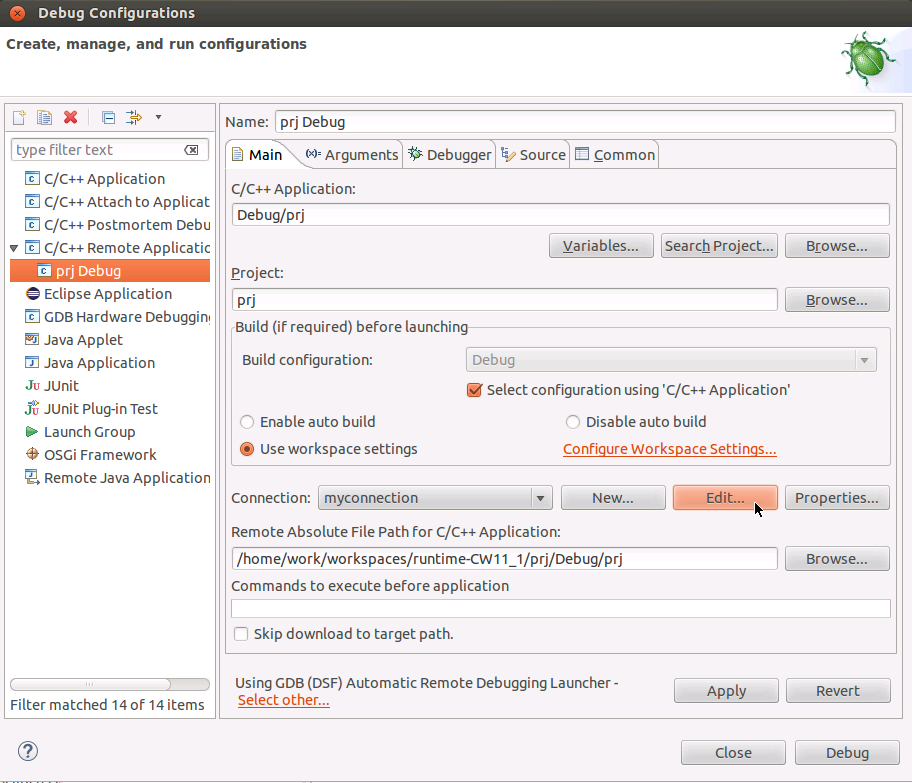 Debug Configurations
Create, manage, and run configurations
type filter text
C/C++ Application
C/C++ Attach to Applicat
C/C++ Postmortem Debu
C/C++ Remote Applicatio
prj Debug
Eclipse Application
GDB Hardware Debugging
Java Applet
Java Application
JUnit
JUnit Plug-in Test
Launch Group
OSGi Framework
Remote Java Application
Filter matched 14 of 14 items
Name: prj Debug
Main (x)= Arguments Debugger Source Common
C/C++ Application:
Debug/prj
Variables... Search Project... Browse...
Project:
prj Browse...
Build (if required) before launching
Build configuration: Debug
Select configuration using 'C/C++ Application'
Enable auto build Disable auto build
Use workspace settings Configure Workspace Settings...
Connection: myconnection New... Edit... Properties...
Remote Absolute File Path for C/C++ Application:
/home/work/workspaces/runtime-CW11_1/prj/Debug/prj Browse...
Commands to execute before application
Skip download to target path.
Using GDB (DSF) Automatic Remote Debugging Launcher -
Select other...
Apply Revert
? Close Debug